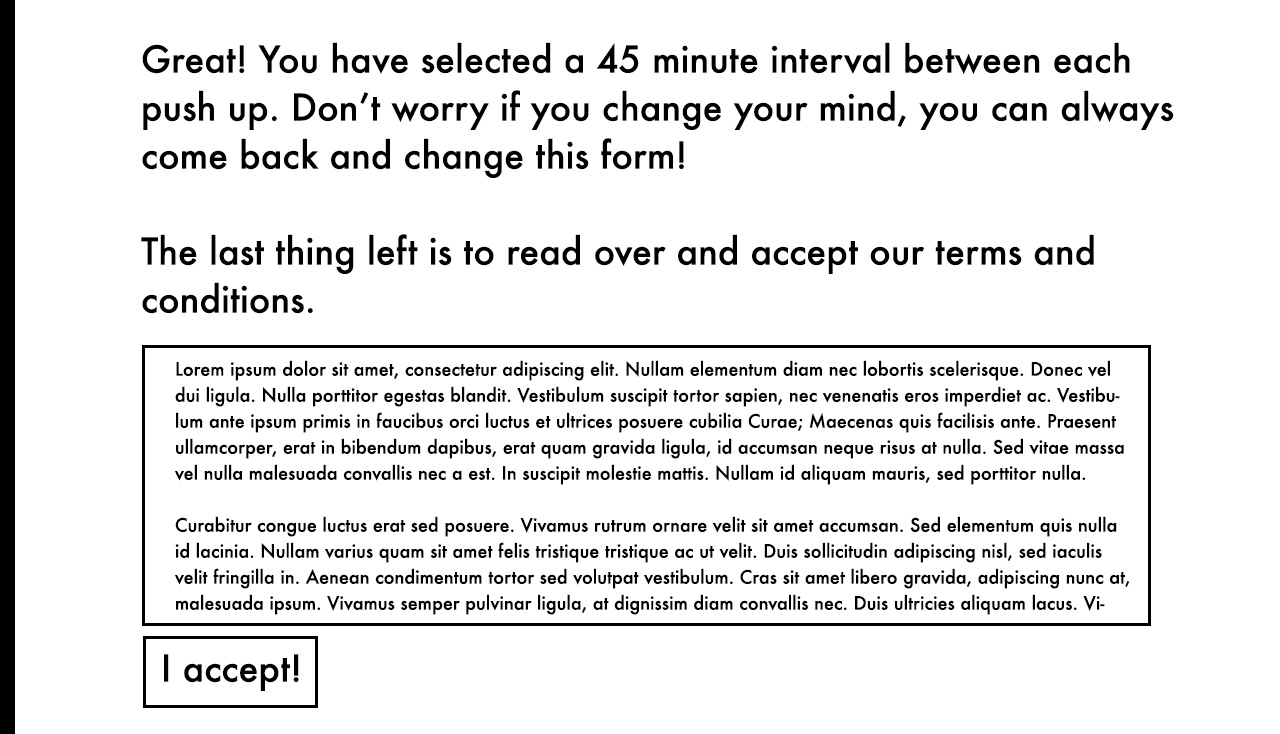 Great! You have selected a 45 minute interval between each
push up. Don’t worry if you change your mind, you can always
come back and change this form!
The last thing left is to read over and accept our terms and
conditions.
Lorem ipsum dolor sit amet, consectetur adipiscing elit. Nullam elementum diam nec lobortis scelerisque. Donec vel
dui ligula. Nulla porttitor egestas blandit. Vestibulum suscipit tortor sapien, nec venenatis eros imperdiet ac. Vestibu-
lum ante ipsum primis in faucibus orci luctus et ultrices posuere cubilia Curae; Maecenas quis facilisis ante. Praesent
ullamcorper, erat in bibendum dapibus, erat quam gravida ligula, id accumsan neque risus at nulla. Sed vitae massa
vel nulla malesuada convallis nec a est. In suscipit molestie mattis. Nullam id aliquam mauris, sed porttitor nulla.
Curabitur congue luctus erat sed posuere. Vivamus rutrum ornare velit sit amet accumsan. Sed elementum quis nulla
id lacinia. Nullam varius quam sit amet felis tristique tristique ac ut velit. Duis sollicitudin adipiscing nisl, sed iaculis
velit fringilla in. Aenean condimentum tortor sed volutpat vestibulum. Cras sit amet libero gravida, adipiscing nunc at,
malesuada ipsum. Vivamus semper pulvinar ligula, at dignissim diam convallis nec. Duis ultricies aliquam lacus. Vi-
I accept!